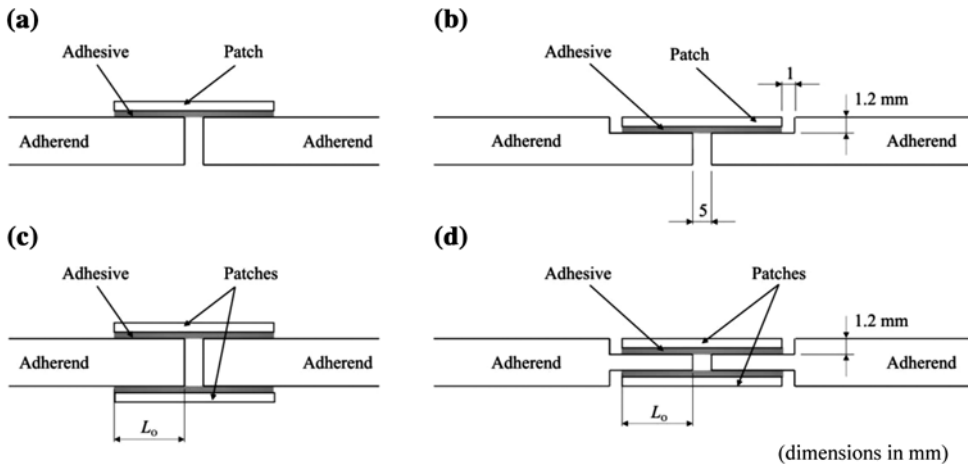 (a)
Adhesive Patch
Adherend Adherend
(b)
Adhesive Patch
1
1.2 mm
Adherend Adherend
5
(c)
Adhesive Patches
Adherend Adherend
Lo
(d)
Adhesive Patches
1.2 mm
Adherend Adherend
Lo
(dimensions in mm)